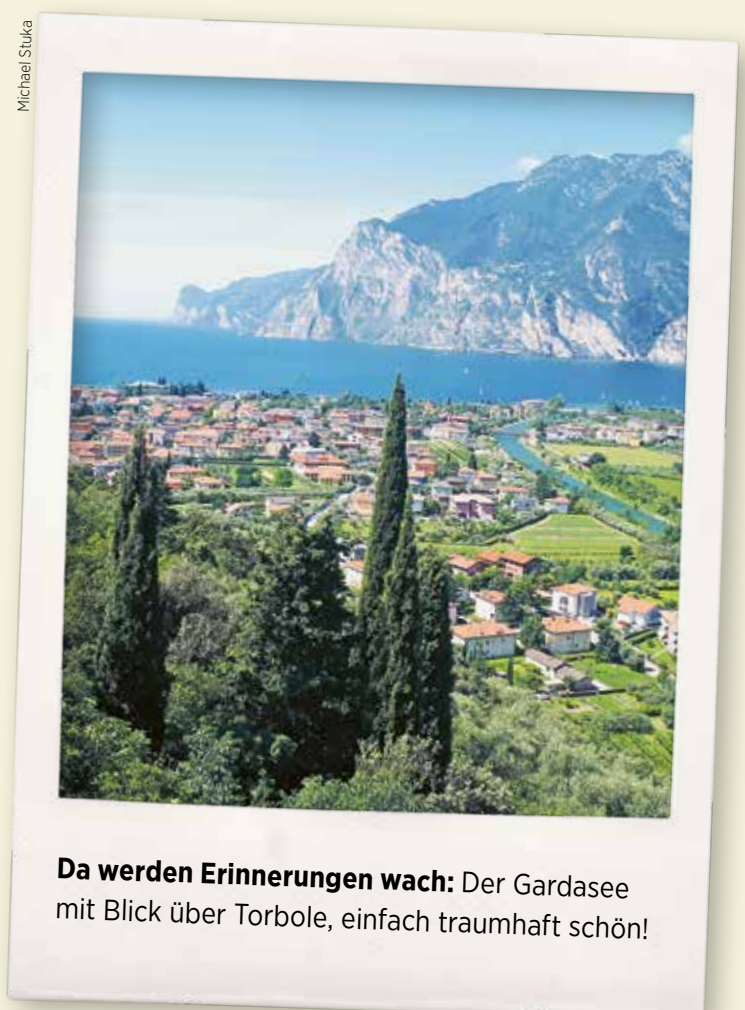 Michael Stuka
Da werden Erinnerungen wach: Der Gardasee
mit Blick über Torbole, einfach traumhaft schön!